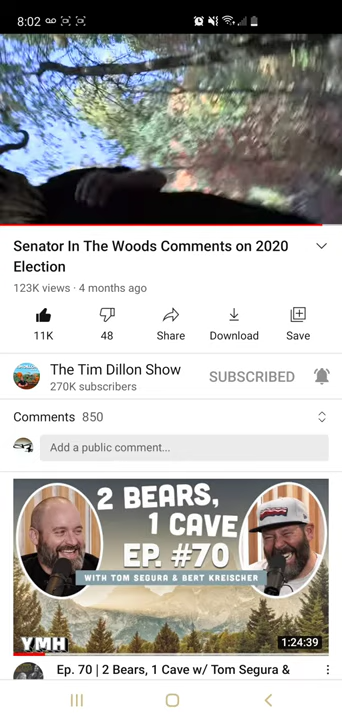 8:02
Senator In The Woods Comments on 2020
Election
123K views · 4 months ago
11K
48
Share
Download
Save
The Tim Dillon Show
270K subscribers
SUBSCRIBED
Comments 850
Add a public comment...
2 BEARS,
1 CAVE
EP. #70
WITH TOM SEGURA & BERT KREISCHER
YMH
1:24:39
Ep. 70 | 2 Bears, 1 Cave w/ Tom Segura &